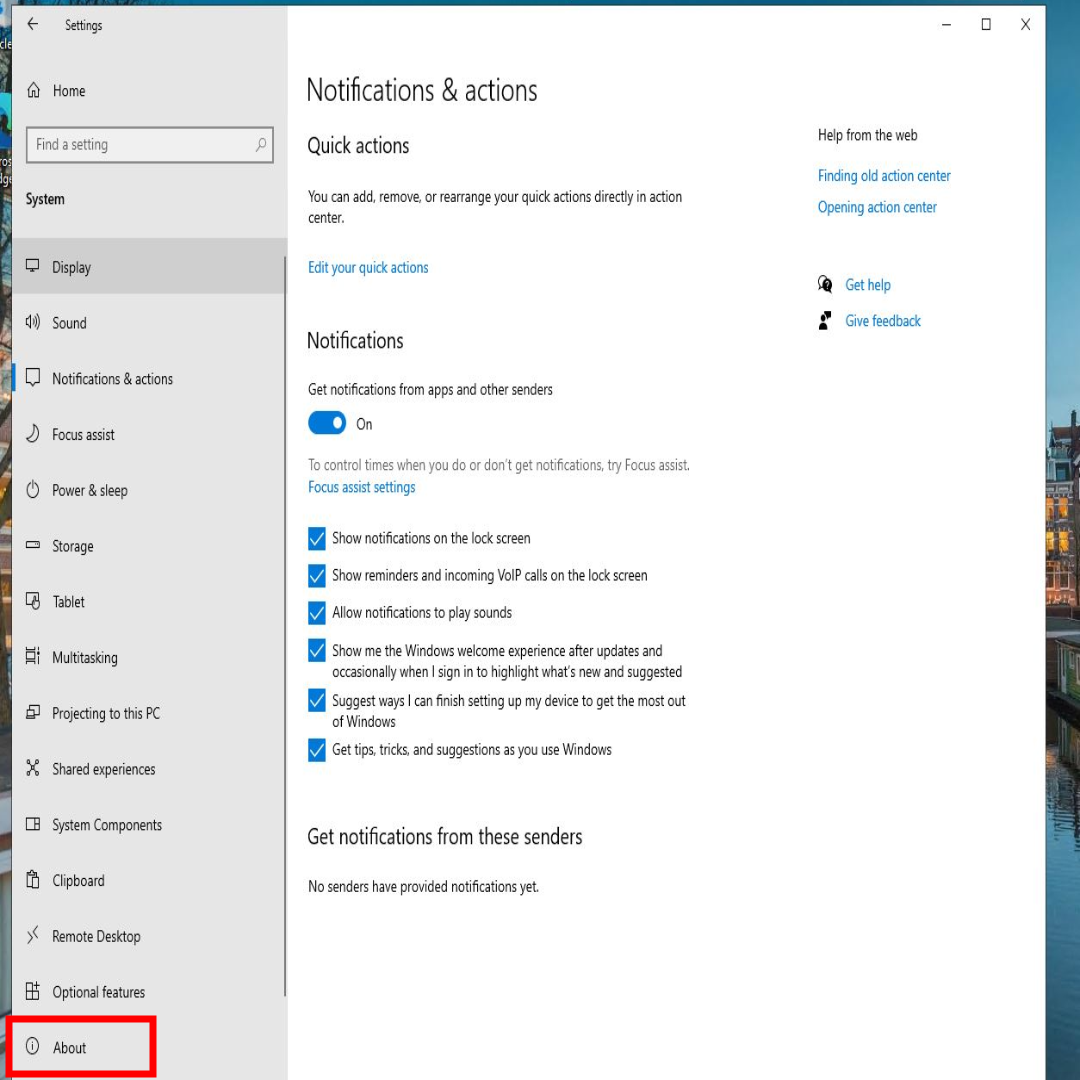 Settings
Home
Find a setting
System
Display
Sound
Notifications & actions
Focus assist
Power & sleep
Storage
Tablet
Multitasking
Projecting to this PC
Shared experiences
System Components
Clipboard
Remote Desktop
Optional features
About
Notifications & actions
Quick actions
You can add, remove, or rearrange your quick actions directly in action
center.
Edit your quick actions
Notifications
Get notifications from apps and other senders
On
To control times when you do or don't get notifications, try Focus assist.
Focus assist settings
Show notifications on the lock screen
Show reminders and incoming VoIP calls on the lock screen
Allow notifications to play sounds
Show me the Windows welcome experience after updates and
occasionally when I sign in to highlight what's new and suggested
Suggest ways I can finish setting up my device to get the most out
of Windows
Get tips, tricks, and suggestions as you use Windows
Get notifications from these senders
No senders have provided notifications yet.
Help from the web
Finding old action center
Opening action center
Get help
Give feedback